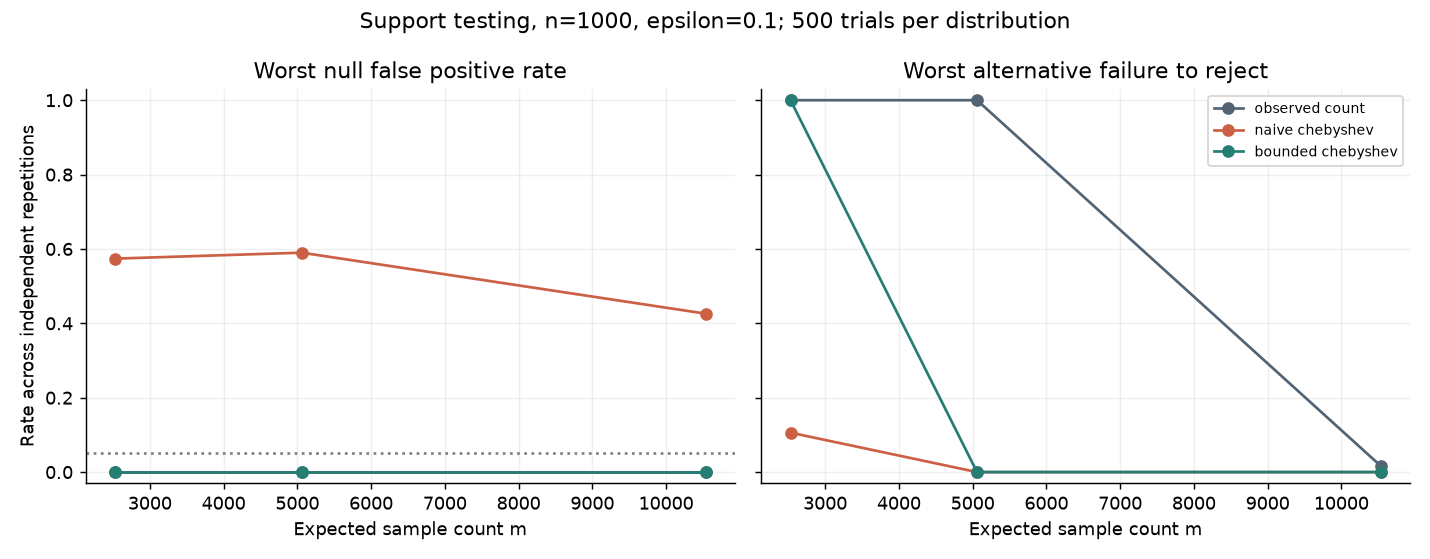 Support testing, n=1000, epsilon=0.1; 500 trials per distribution
Worst null false positive rate
Rate across independent repetitions
1.0
0.8
0.6
0.4
0.2
0.0
3000 4000 5000 6000 7000 8000 9000 10000
Expected sample count m
Worst alternative failure to reject
observed count
naive chebyshev
bounded chebyshev
3000 4000 5000 6000 7000 8000 9000 10000
Expected sample count m